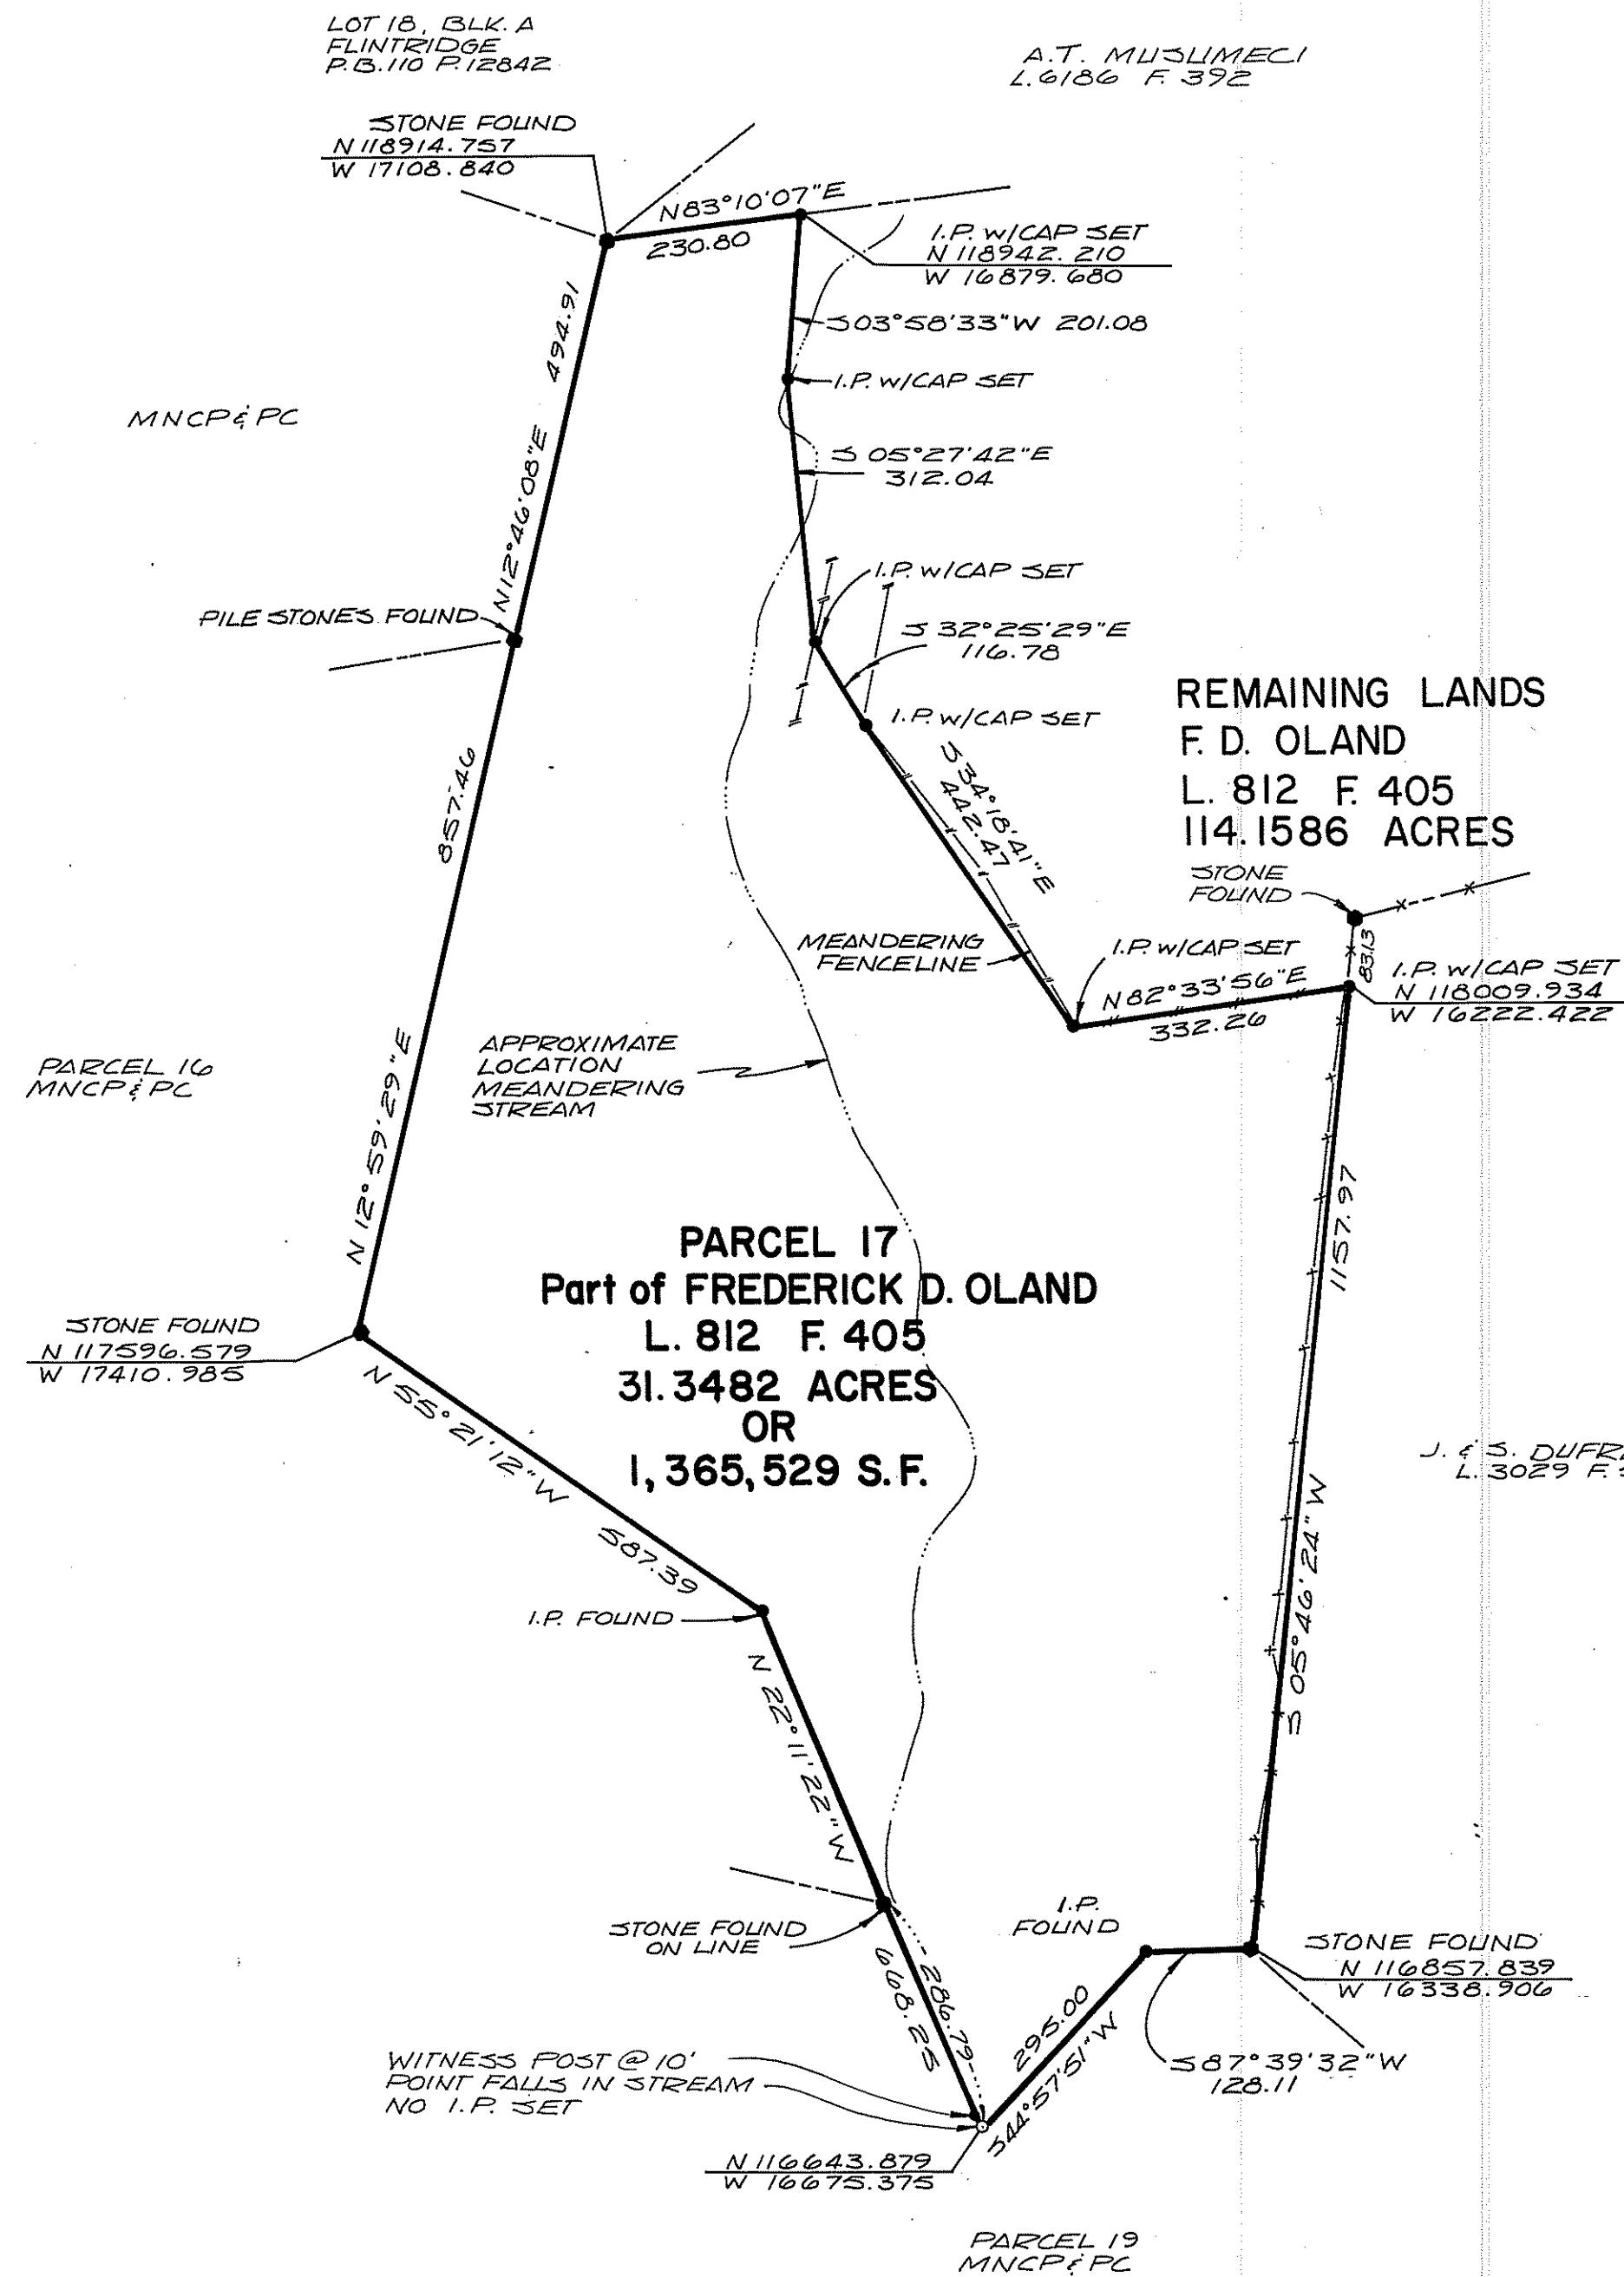 LOT 18, BLK. A
FLINTRIDGE
P.B.110 P.12842
A.T. MUSUMECI
L.6186 F. 392
STONE FOUND
N 118914.757
W 17108.840
N83°10'07"E
230.80
I.P. W/CAP SET
N 118942.210
W 16879.680
S03°58'33"W 201.08
494.91
N12°46'08"E
I.P. W/CAP SET
MNCP&PC
S 05°27'42"E
312.04
I.P. W/CAP SET
PILE STONES FOUND
S 32°25'29"E
116.78
I.P. W/CAP SET
REMAINING LANDS
F. D. OLAND
L. 812 F. 405
114.1586 ACRES
S34°18'41"E
442.47
857.46
N 12°59'29"E
STONE
FOUND
83.13
MEANDERING
FENCELINE
I.P. W/CAP SET
N82°33'56"E
332.26
I.P. W/CAP SET
N 118009.934
W 16222.422
APPROXIMATE
LOCATION
MEANDERING
STREAM
PARCEL 16
MNCP&PC
1157.97
S 05°46'24"W
PARCEL 17
Part of FREDERICK D. OLAND
L. 812 F. 405
31.3482 ACRES
OR
1,365,529 S.F.
STONE FOUND
N 117596.579
W 17410.985
N 55°21'12"W
587.39
J. & S.
L. 3029 F.
I.P. FOUND
N 22°11'22"W
668.25
STONE FOUND
ON LINE
286.79
I.P.
FOUND
STONE FOUND
N 116857.839
W 16338.906
295.00
S44°57'51"W
S87°39'32"W
128.11
WITNESS POST @ 10'
POINT FALLS IN STREAM
NO I.P. SET
N 116643.879
W 16675.375
PARCEL 19
MNCP&PC